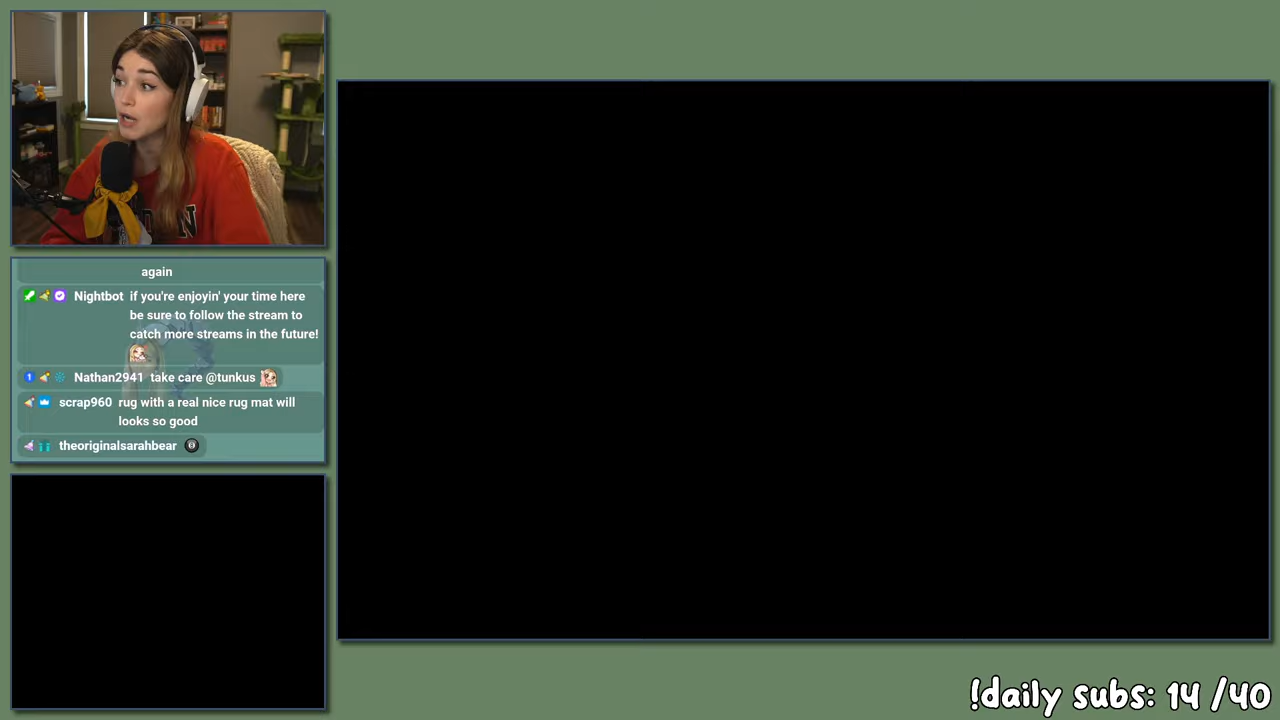 again
Nightbot if you're enjoyin' your time here
be sure to follow the stream to
catch more streams in the future!
1 Nathan2941 take care @tunkus
scrap960 rug with a real nice rug mat will
looks so good
theoriginalsarahbear 8
!daily subs: 14 /40